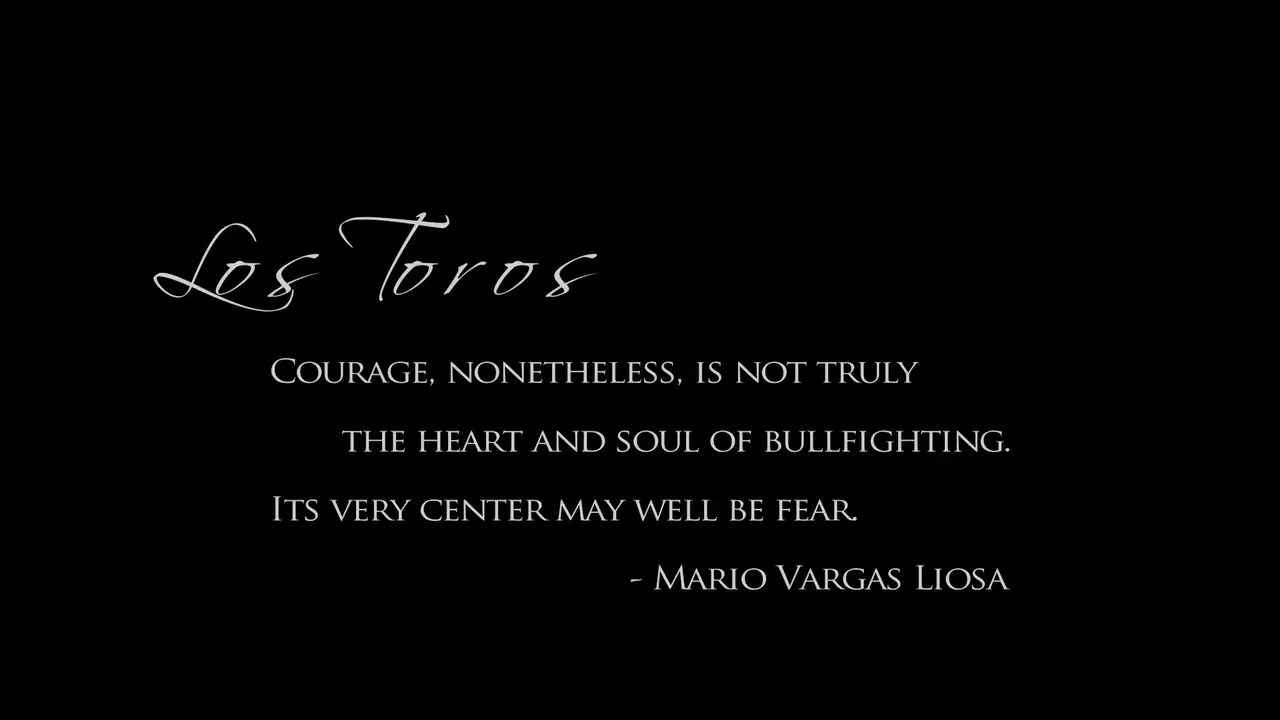 Los Toros
Courage, nonetheless, is not truly
the heart and soul of bullfighting.
Its very center may well be fear.
- Mario Vargas Liosa